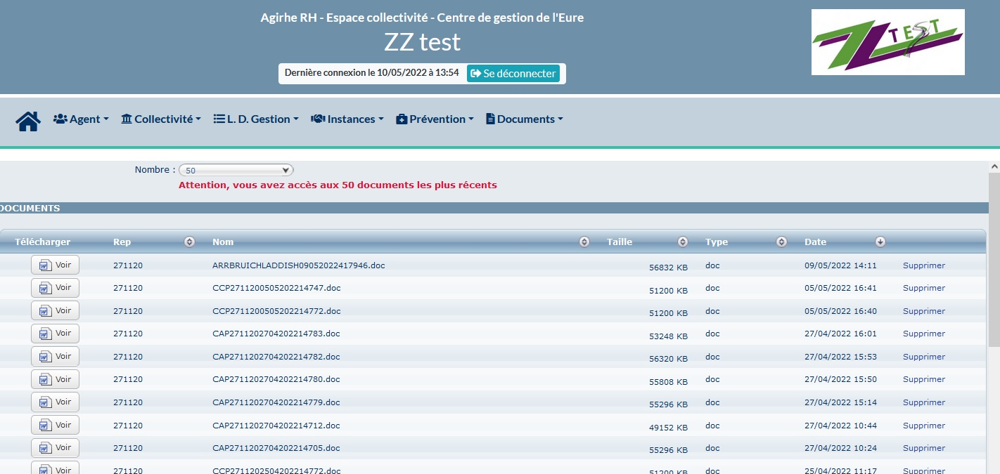 Agirhe RH - Espace collectivité - Centre de gestion de l'Eure
ZZ test
Dernière connexion le 10/05/2022 à 13:54 Se déconnecter
ZZ TEST
Agent Collectivité L. D. Gestion Instances Prévention Documents
Nombre : 50
Attention, vous avez accès aux 50 documents les plus récents
DOCUMENTS
Télécharger Rep Nom Taille Type Date
Voir 271120 ARRBRUICHLADDISH09052022417946.doc 56832 KB doc 09/05/2022 14:11 Supprimer
Voir 271120 CCP2711200505202214747.doc 51200 KB doc 05/05/2022 16:41 Supprimer
Voir 271120 CCP2711200505202214772.doc 51200 KB doc 05/05/2022 16:40 Supprimer
Voir 271120 CAP2711202704202214783.doc 53248 KB doc 27/04/2022 16:01 Supprimer
Voir 271120 CAP2711202704202214782.doc 56320 KB doc 27/04/2022 15:53 Supprimer
Voir 271120 CAP2711202704202214780.doc 55808 KB doc 27/04/2022 15:50 Supprimer
Voir 271120 CAP2711202704202214779.doc 55296 KB doc 27/04/2022 15:14 Supprimer
Voir 271120 CAP2711202704202214712.doc 49152 KB doc 27/04/2022 10:44 Supprimer
Voir 271120 CAP2711202704202214705.doc 55296 KB doc 27/04/2022 10:24 Supprimer
Voir 271120 CCP2711202504202214772.doc 51200 KB doc 25/04/2022 11:17 Supprimer